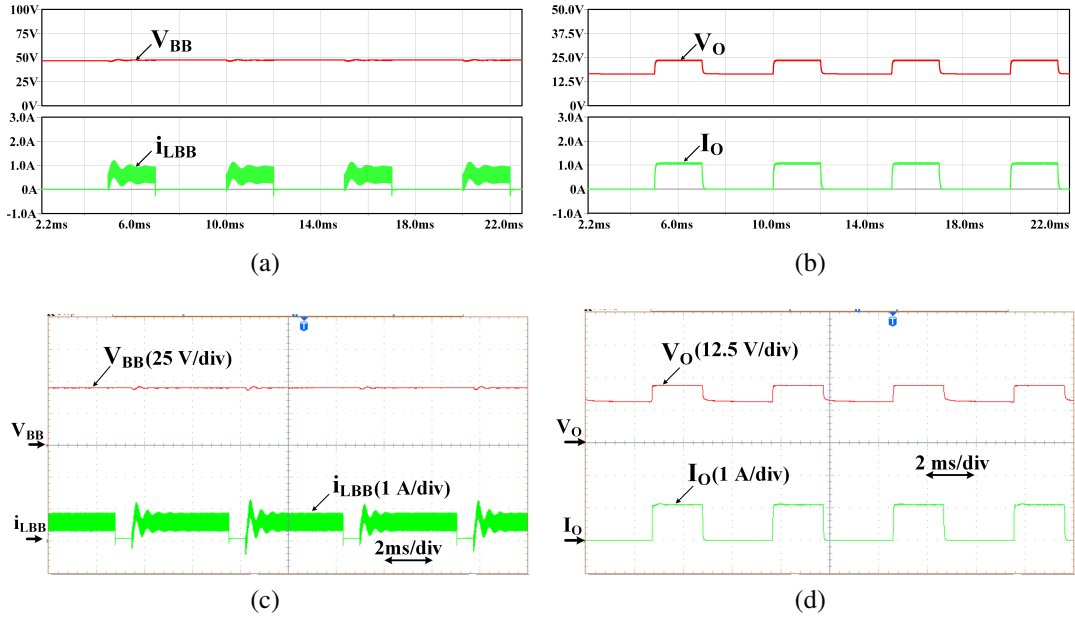 100V
75V
50V
25V
0V
V_BB
3.0A
2.0A
1.0A
0A
-1.0A
i_LBB
2.2ms 6.0ms 10.0ms 14.0ms 18.0ms 22.0ms
(a)
50.0V
37.5V
25.0V
12.5V
0V
V_O
3.0A
2.0A
1.0A
0A
-1.0A
I_O
2.2ms 6.0ms 10.0ms 14.0ms 18.0ms 22.0ms
(b)
T
V_BB (25 V/div)
V_BB
i_LBB (1 A/div)
i_LBB
2ms/div
(c)
T
V_O (12.5 V/div)
V_O
2 ms/div
I_O (1 A/div)
I_O
(d)